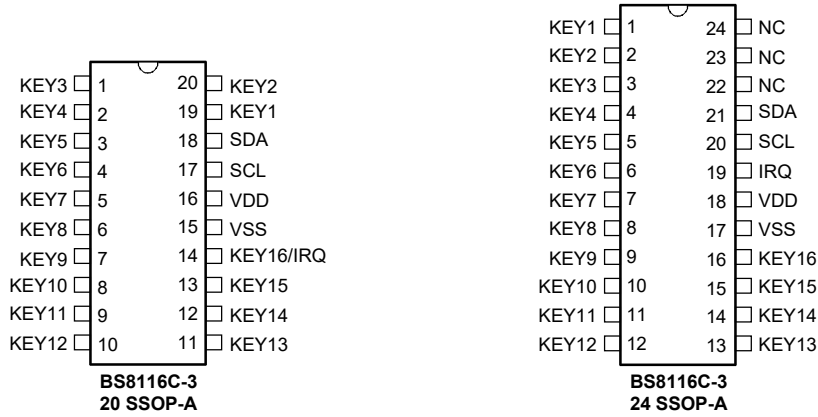 KEY3 1 20 KEY2
KEY4 2 19 KEY1
KEY5 3 18 SDA
KEY6 4 17 SCL
KEY7 5 16 VDD
KEY8 6 15 VSS
KEY9 7 14 KEY16/IRQ
KEY10 8 13 KEY15
KEY11 9 12 KEY14
KEY12 10 11 KEY13
BS8116C-3
20 SSOP-A
KEY1 1 24 NC
KEY2 2 23 NC
KEY3 3 22 NC
KEY4 4 21 SDA
KEY5 5 20 SCL
KEY6 6 19 IRQ
KEY7 7 18 VDD
KEY8 8 17 VSS
KEY9 9 16 KEY16
KEY10 10 15 KEY15
KEY11 11 14 KEY14
KEY12 12 13 KEY13
BS8116C-3
24 SSOP-A